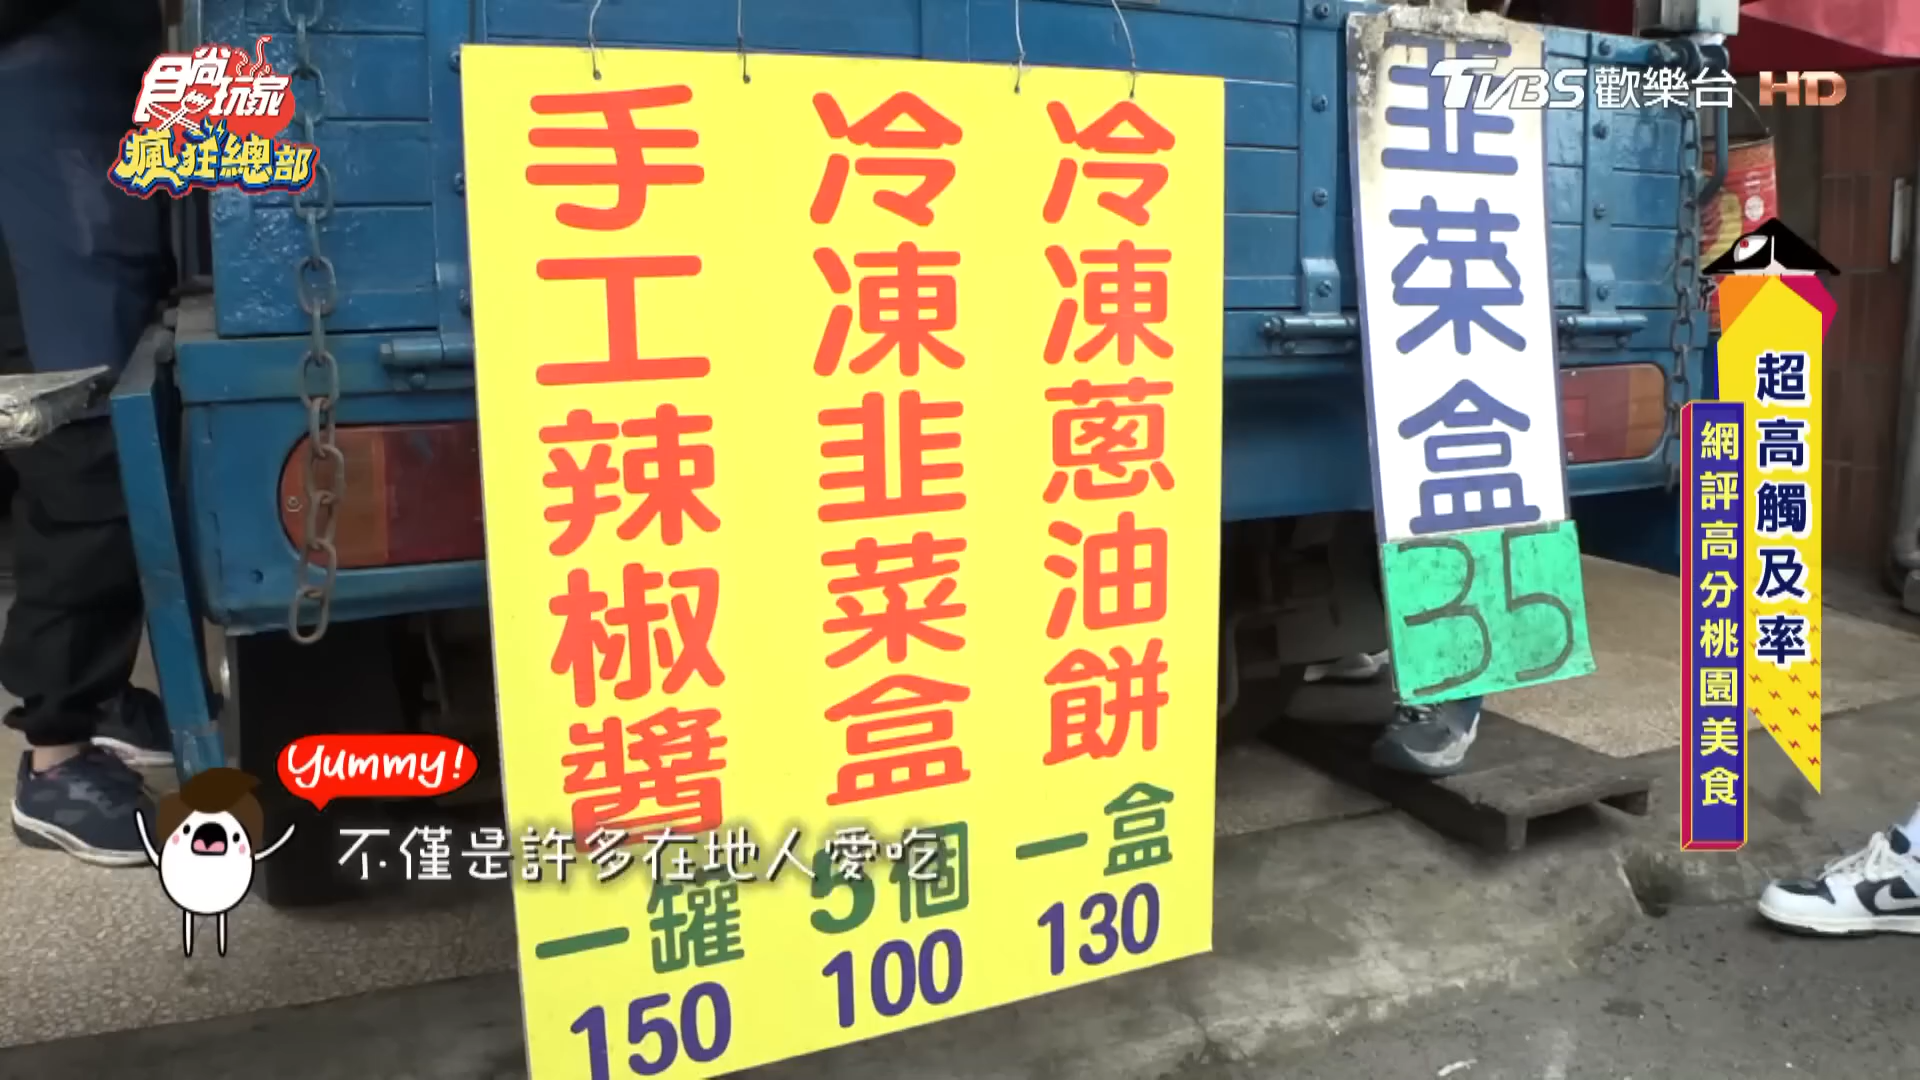 食尚玩家
瘋狂總部
TVBS歡樂台 HD
冷凍蔥油餅
一盒
130
冷凍韭菜盒
5個
100
手工辣椒醬
一罐
150
韭菜盒
35
超高觸及率
網評高分桃園美食
Yummy!
不僅是許多在地人愛吃